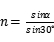 n = sinα / sin30°